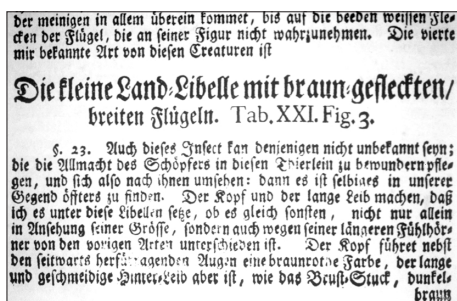 der meinigen in allem überein kommet, bis auf die beeden weissen Fle-
cken der Flügel, die an seiner Figur nicht wahrzunehmen. Die vierte
mir bekannte Art von diesen Creaturen ist
Die kleine Land-Libelle mit braun-gefleckten/
breiten Flügeln. Tab. XXI. Fig. 3.
§. 23. Auch dieses Insect kan denjenigen nicht unbekannt seyn;
die die Allmacht des Schöpfers in diesen Thierlein zu bewundern pfle-
gen, und sich also nach ihnen umsehen: dann es ist selbiges in unserer
Gegend öffters zu finden. Der Kopf und der lange Leib machen, daß
ich es unter diese Libellen setze, ob es gleich sonsten, nicht nur allein
in Ansehung seiner Grösse, sondern auch wegen seiner längeren Fühlhör-
ner von den vorigen Arten unterschieden ist. Der Kopf führet nebst
den seitwarts herfürragenden Augen eine braunrothe Farbe, der lange
und geschmeidige Hinter-Leib aber ist, wie das Brust-Stuck, dunkel-
braun